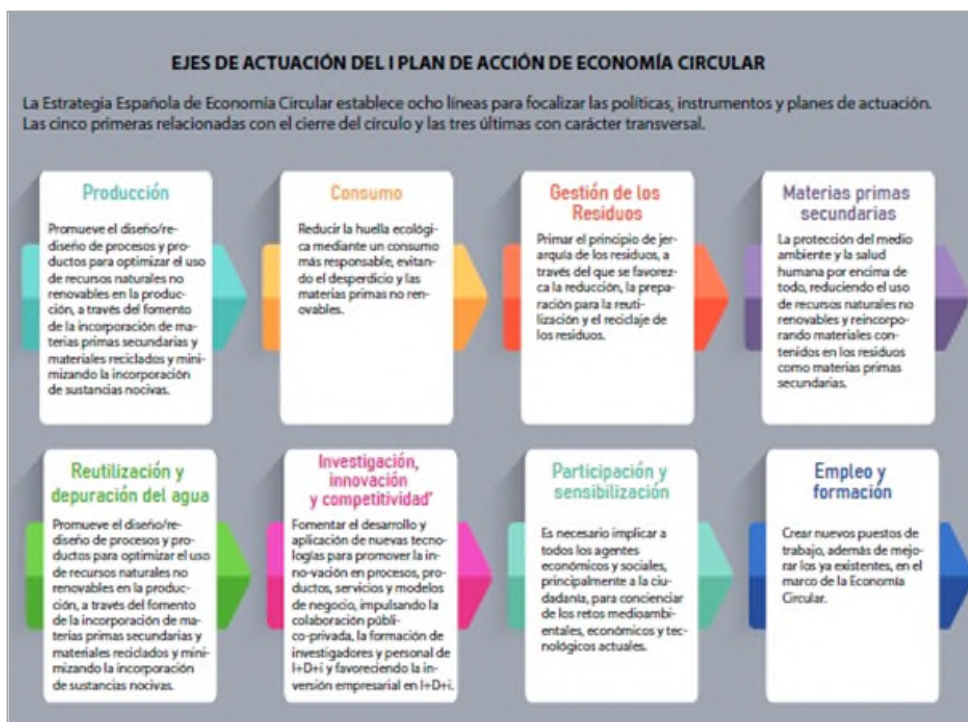 EJES DE ACTUACIÓN DEL I PLAN DE ACCIÓN DE ECONOMÍA CIRCULAR
La Estrategia Española de Economía Circular establece ocho líneas para focalizar las políticas, instrumentos y planes de actuación.
Las cinco primeras relacionadas con el cierre del círculo y las tres últimas con carácter transversal.
Producción
Promueve el diseño/re-
diseño de procesos y pro-
ductos para optimizar el uso
de recursos naturales no
renovables en la produc-
ción, a través del fomento
de la incorporación de ma-
terias primas secundarias y
materiales reciclados y mini-
mizando la incorporación
de sustancias nocivas.
Consumo
Reducir la huella ecológi-
ca mediante un consumo
más responsable, evitan-
do el desperdicio y las
materias primas no ren-
ovables.
Gestión de los
Residuos
Primar el principio de jer-
arquía de los residuos, a
través del que se favorez-
ca la reducción, la prepa-
ración para la reuti-
lización y el reciclaje de
los residuos.
Materias primas
secundarias
La protección del medio
ambiente y la salud
humana por encima de
todo, reduciendo el uso
de recursos naturales no
renovables y reincorpo-
rando materiales con-
tenidos en los residuos
como materias primas
secundarias.
Reutilización y
depuración del agua
Promueve el diseño/re-
diseño de procesos y pro-
ductos para optimizar el uso
de recursos naturales no
renovables en la produc-
ción, a través del fomento
de la incorporación de ma-
terias primas secundarias y
materiales reciclados y mini-
mizando la incorporación
de sustancias nocivas.
Investigación,
innovación
y competitividad'
Fomentar el desarrollo y
aplicación de nuevas tecno-
logías para promover la in-
no-vación en procesos, pro-
ductos, servicios y modelos
de negocio, impulsando la
colaboración públi-
co-privada, la formación de
investigadores y personal de
I+D+i y favoreciendo la in-
versión empresarial en I+D+i.
Participación y
sensibilización
Es necesario implicar a
todos los agentes
económicos y sociales,
principalmente a la ciu-
dadanía, para concienciar
de los retos medioambi-
entales, económicos y tec-
nológicos actuales.
Empleo y
formación
Crear nuevos puestos de
trabajo, además de mejo-
rar los ya existentes, en el
marco de la Economía
Circular.